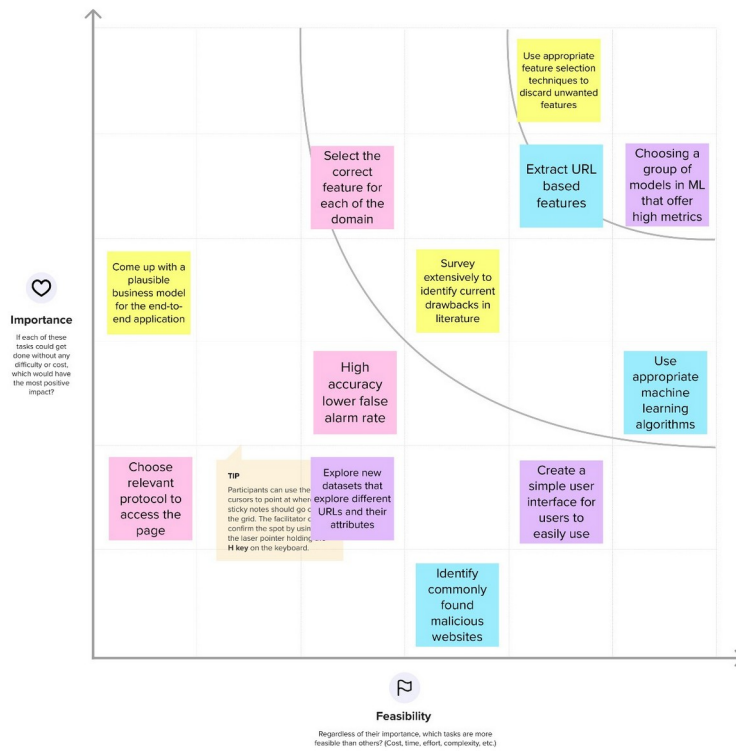 Use appropriate
feature selection
techniques to
discard unwanted
features
Select the
correct
feature for
each of the
domain
Extract URL
based
features
Choosing a
group of
models in ML
that offer
high metrics
Come up with a
plausible
business model
for the end-to-
end application
Survey
extensively to
identify current
drawbacks in
literature
Importance
If each of these
tasks could get
done without any
difficulty or cost,
which would have
the most positive
impact?
High
accuracy
lower false
alarm rate
Use
appropriate
machine
learning
algorithms
Choose
relevant
protocol to
access the
page
TIP
Participants can use the
cursors to point at where
sticky notes should go o
the grid. The facilitator c
confirm the spot by usin
the laser pointer holding
H key on the keyboard.
Explore new
datasets that
explore different
URLs and their
attributes
Create a
simple user
interface for
users to
easily use
Identify
commonly
found
malicious
websites
Feasibility
Regardless of their importance, which tasks are more
feasible than others? (Cost, time, effort, complexity, etc.)